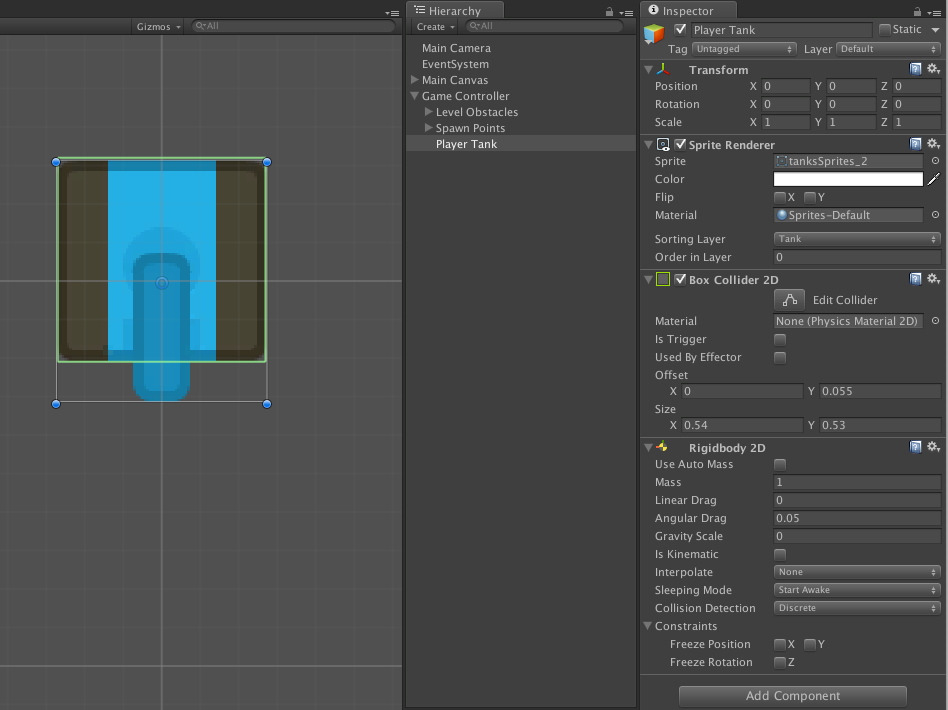 Gizmos
All
Hierarchy
Create
All
Main Camera
EventSystem
Main Canvas
Game Controller
Level Obstacles
Spawn Points
Player Tank
Inspector
Player Tank Static
Tag Untagged Layer Default
Transform
Position X 0 Y 0 Z 0
Rotation X 0 Y 0 Z 0
Scale X 1 Y 1 Z 1
Sprite Renderer
Sprite tanksSprites_2
Color
Flip X Y
Material Sprites-Default
Sorting Layer Tank
Order in Layer 0
Box Collider 2D
Edit Collider
Material None (Physics Material 2D)
Is Trigger
Used By Effector
Offset
X 0 Y 0.055
Size
X 0.54 Y 0.53
Rigidbody 2D
Use Auto Mass
Mass 1
Linear Drag 0
Angular Drag 0.05
Gravity Scale 0
Is Kinematic
Interpolate None
Sleeping Mode Start Awake
Collision Detection Discrete
Constraints
Freeze Position X Y
Freeze Rotation Z
Add Component